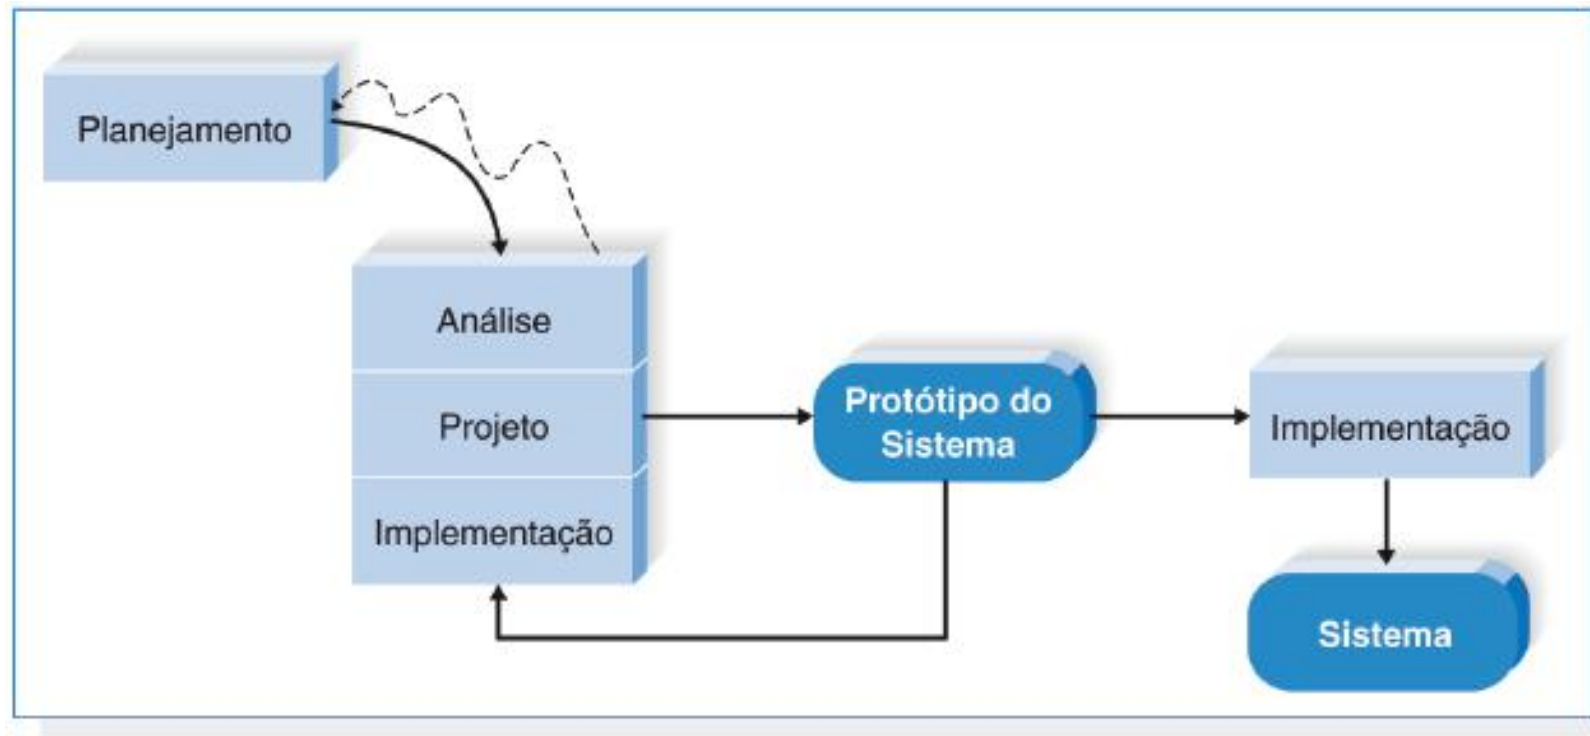 Planejamento
Análise
Projeto
Implementação
Protótipo do
Sistema
Implementação
Sistema